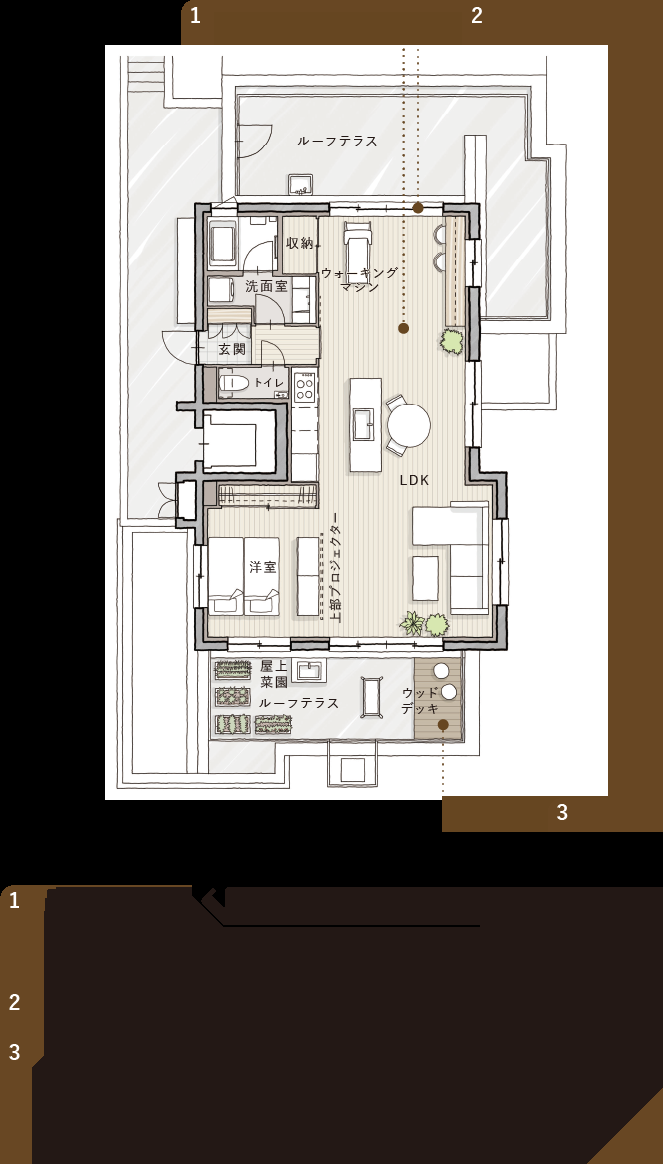 1
2
ルーフテラス
収納
ウォーキング
マシン
洗面室
玄関
トイレ
LDK
上部プロジェクター
洋室
屋上
菜園
ルーフテラス
ウッド
デッキ
3
1
2
3